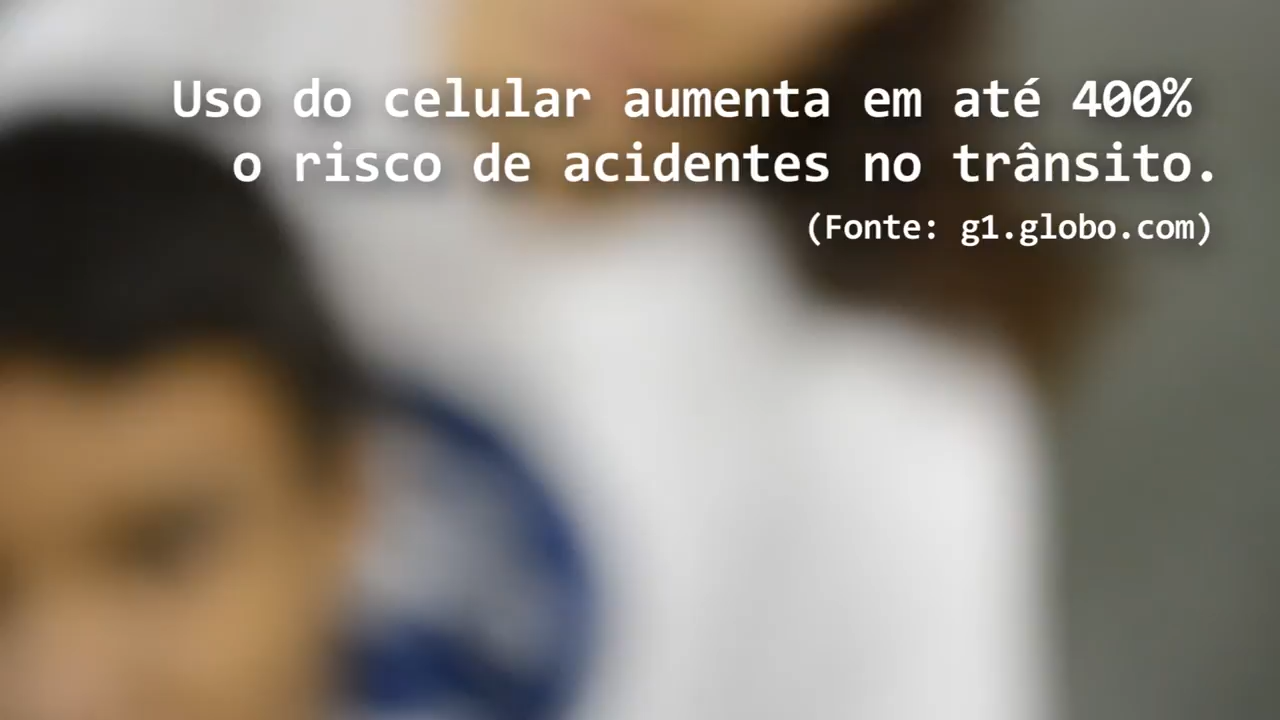 Uso do celular aumenta em até 400%
o risco de acidentes no trânsito.
(Fonte: g1.globo.com)